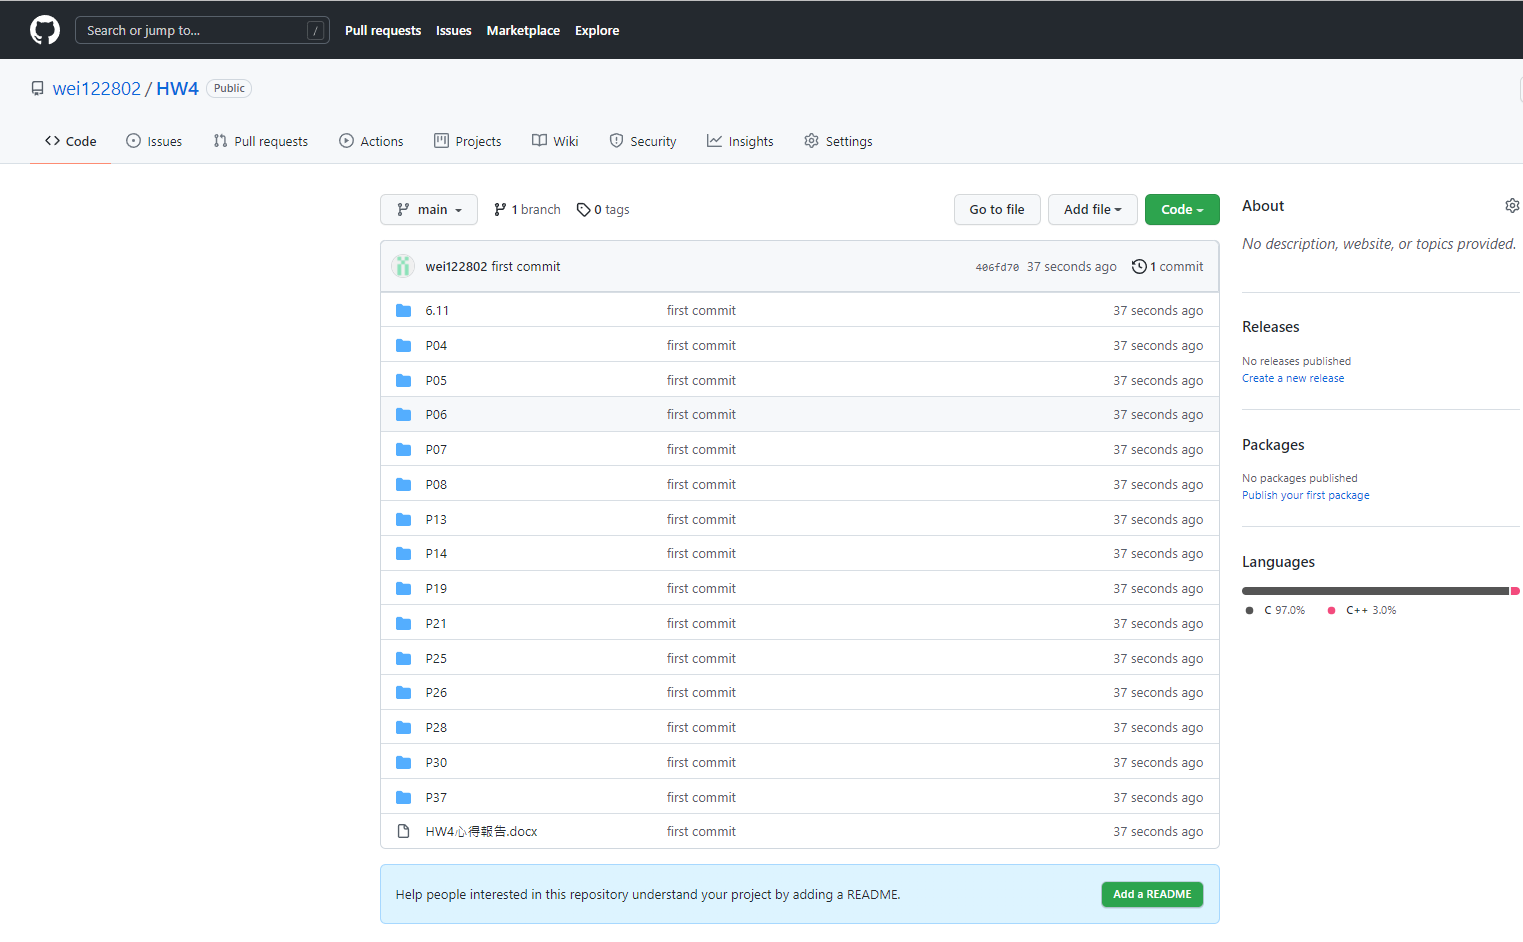 Search or jump to... / Pull requests Issues Marketplace Explore
wei122802 / HW4 Public
Code Issues Pull requests Actions Projects Wiki Security Insights Settings
main 1 branch 0 tags Go to file Add file Code
wei122802 first commit 406fd70 37 seconds ago 1 commit
6.11 first commit 37 seconds ago
P04 first commit 37 seconds ago
P05 first commit 37 seconds ago
P06 first commit 37 seconds ago
P07 first commit 37 seconds ago
P08 first commit 37 seconds ago
P13 first commit 37 seconds ago
P14 first commit 37 seconds ago
P19 first commit 37 seconds ago
P21 first commit 37 seconds ago
P25 first commit 37 seconds ago
P26 first commit 37 seconds ago
P28 first commit 37 seconds ago
P30 first commit 37 seconds ago
P37 first commit 37 seconds ago
HW4心得報告.docx first commit 37 seconds ago
Help people interested in this repository understand your project by adding a README. Add a README
About
No description, website, or topics provided.
Releases
No releases published
Create a new release
Packages
No packages published
Publish your first package
Languages
C 97.0% C++ 3.0%